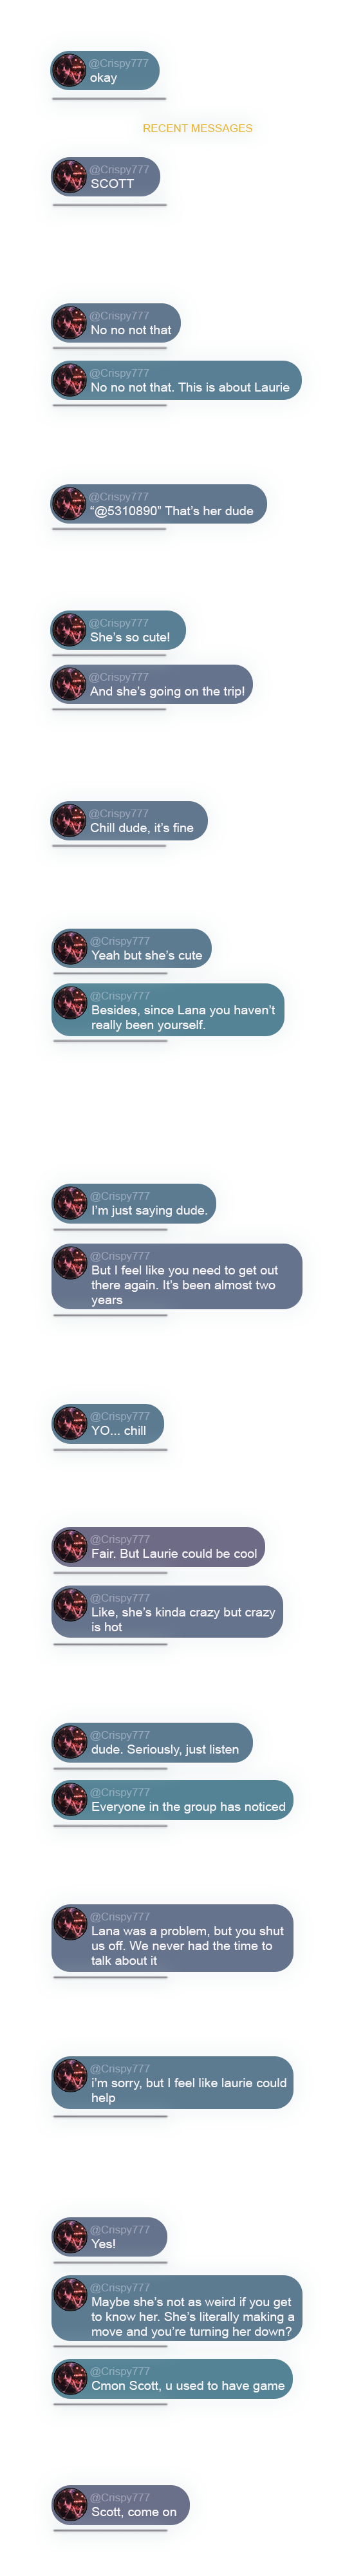 @Crispy777
okay
RECENT MESSAGES
@Crispy777
SCOTT
@Crispy777
No no not that
@Crispy777
No no not that. This is about Laurie
@Crispy777
“@5310890” That’s her dude
@Crispy777
She’s so cute!
@Crispy777
And she’s going on the trip!
@Crispy777
Chill dude, it’s fine
@Crispy777
Yeah but she’s cute
@Crispy777
Besides, since Lana you haven’t
really been yourself.
@Crispy777
I’m just saying dude.
@Crispy777
But I feel like you need to get out
there again. It’s been almost two
years
@Crispy777
YO... chill
@Crispy777
Fair. But Laurie could be cool
@Crispy777
Like, she’s kinda crazy but crazy
is hot
@Crispy777
dude. Seriously, just listen
@Crispy777
Everyone in the group has noticed
@Crispy777
Lana was a problem, but you shut
us off. We never had the time to
talk about it
@Crispy777
i’m sorry, but I feel like laurie could
help
@Crispy777
Yes!
@Crispy777
Maybe she’s not as weird if you get
to know her. She’s literally making a
move and you’re turning her down?
@Crispy777
Cmon Scott, u used to have game
@Crispy777
Scott, come on